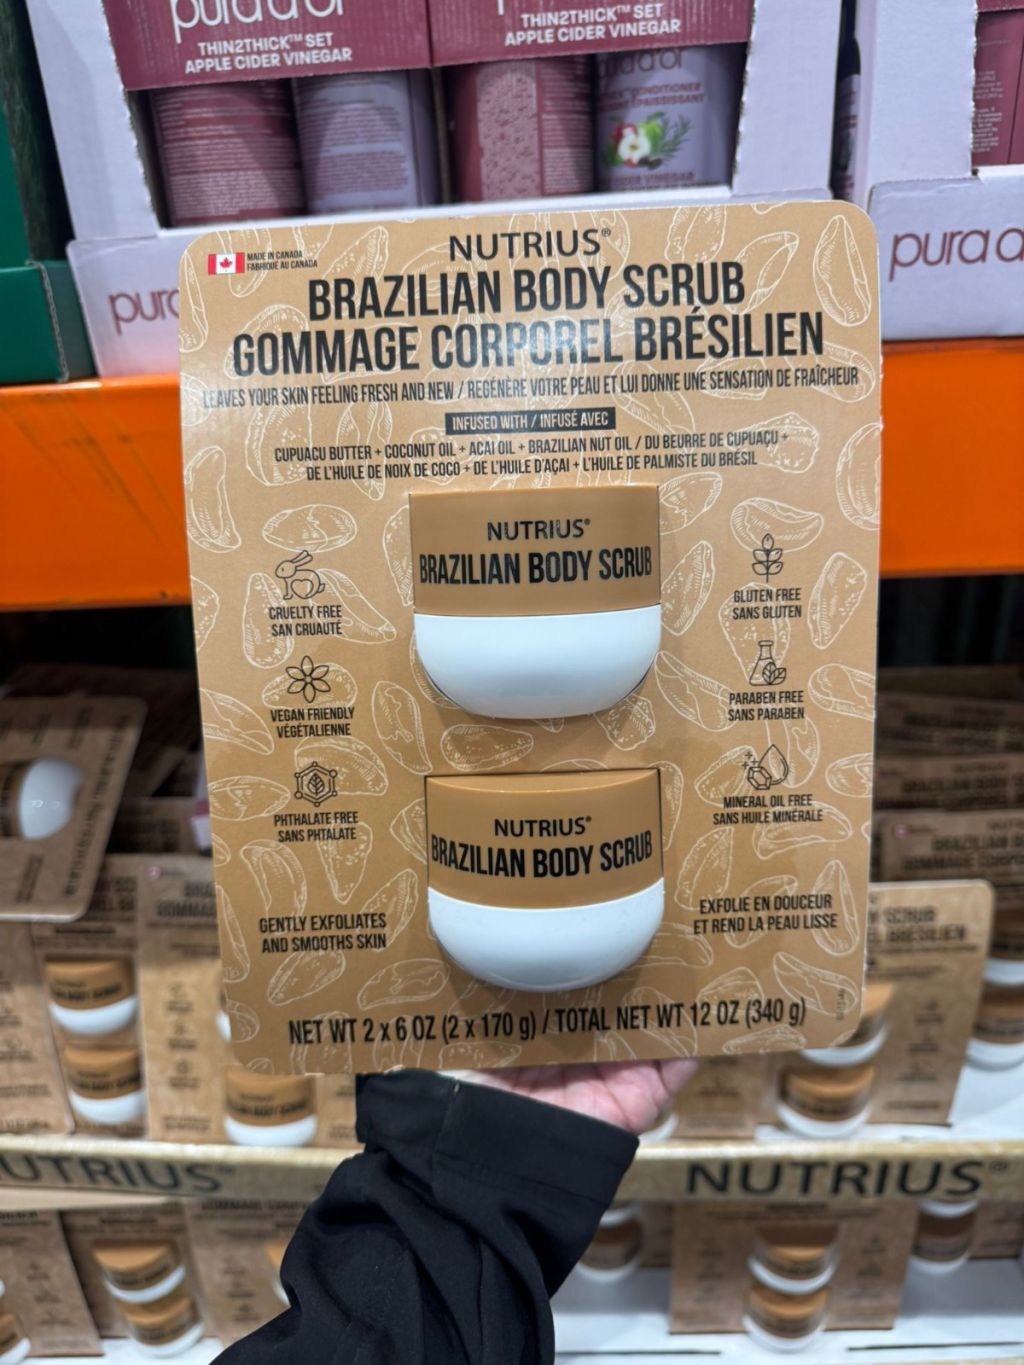 pura d'or
THIN2THICK™ SET
APPLE CIDER VINEGAR
THIN2THICK™ SET
APPLE CIDER VINEGAR
pura d'or
pura
MADE IN CANADA
FABRIQUÉ AU CANADA
NUTRIUS®
BRAZILIAN BODY SCRUB
GOMMAGE CORPOREL BRÉSILIEN
LEAVES YOUR SKIN FEELING FRESH AND NEW / REGÉNÈRE VOTRE PEAU ET LUI DONNE UNE SENSATION DE FRAÎCHEUR
INFUSED WITH / INFUSÉ AVEC
CUPUACU BUTTER + COCONUT OIL + ACAI OIL + BRAZILIAN NUT OIL / DU BEURRE DE CUPUAÇU +
DE L'HUILE DE NOIX DE COCO + DE L'HUILE D'AÇAI + L'HUILE DE PALMISTE DU BRÉSIL
NUTRIUS®
BRAZILIAN BODY SCRUB
CRUELTY FREE
SAN CRUAUTÉ
GLUTEN FREE
SANS GLUTEN
VEGAN FRIENDLY
VÉGÉTALIENNE
PARABEN FREE
SANS PARABEN
PHTHALATE FREE
SANS PHTALATE
MINERAL OIL FREE
SANS HUILE MINÉRALE
NUTRIUS®
BRAZILIAN BODY SCRUB
GENTLY EXFOLIATES
AND SMOOTHS SKIN
EXFOLIE EN DOUCEUR
ET REND LA PEAU LISSE
NET WT 2 x 6 OZ (2 x 170 g) / TOTAL NET WT 12 OZ (340 g)
NUTRIUS®
NUTRIUS®